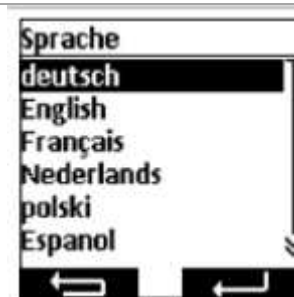 Sprache
deutsch
English
Français
Nederlands
polski
Espanol